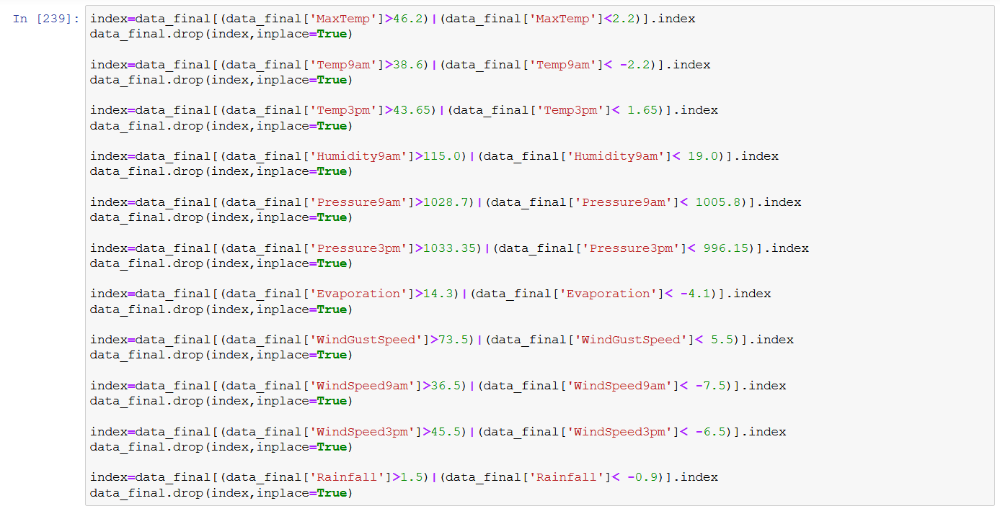 In [239]: index=data_final[(data_final['MaxTemp']>46.2)|(data_final['MaxTemp']<2.2)].index
data_final.drop(index,inplace=True)
index=data_final[(data_final['Temp9am']>38.6)|(data_final['Temp9am']< -2.2)].index
data_final.drop(index,inplace=True)
index=data_final[(data_final['Temp3pm']>43.65)|(data_final['Temp3pm']< 1.65)].index
data_final.drop(index,inplace=True)
index=data_final[(data_final['Humidity9am']>115.0)|(data_final['Humidity9am']< 19.0)].index
data_final.drop(index,inplace=True)
index=data_final[(data_final['Pressure9am']>1028.7)|(data_final['Pressure9am']< 1005.8)].index
data_final.drop(index,inplace=True)
index=data_final[(data_final['Pressure3pm']>1033.35)|(data_final['Pressure3pm']< 996.15)].index
data_final.drop(index,inplace=True)
index=data_final[(data_final['Evaporation']>14.3)|(data_final['Evaporation']< -4.1)].index
data_final.drop(index,inplace=True)
index=data_final[(data_final['WindGustSpeed']>73.5)|(data_final['WindGustSpeed']< 5.5)].index
data_final.drop(index,inplace=True)
index=data_final[(data_final['WindSpeed9am']>36.5)|(data_final['WindSpeed9am']< -7.5)].index
data_final.drop(index,inplace=True)
index=data_final[(data_final['WindSpeed3pm']>45.5)|(data_final['WindSpeed3pm']< -6.5)].index
data_final.drop(index,inplace=True)
index=data_final[(data_final['Rainfall']>1.5)|(data_final['Rainfall']< -0.9)].index
data_final.drop(index,inplace=True)